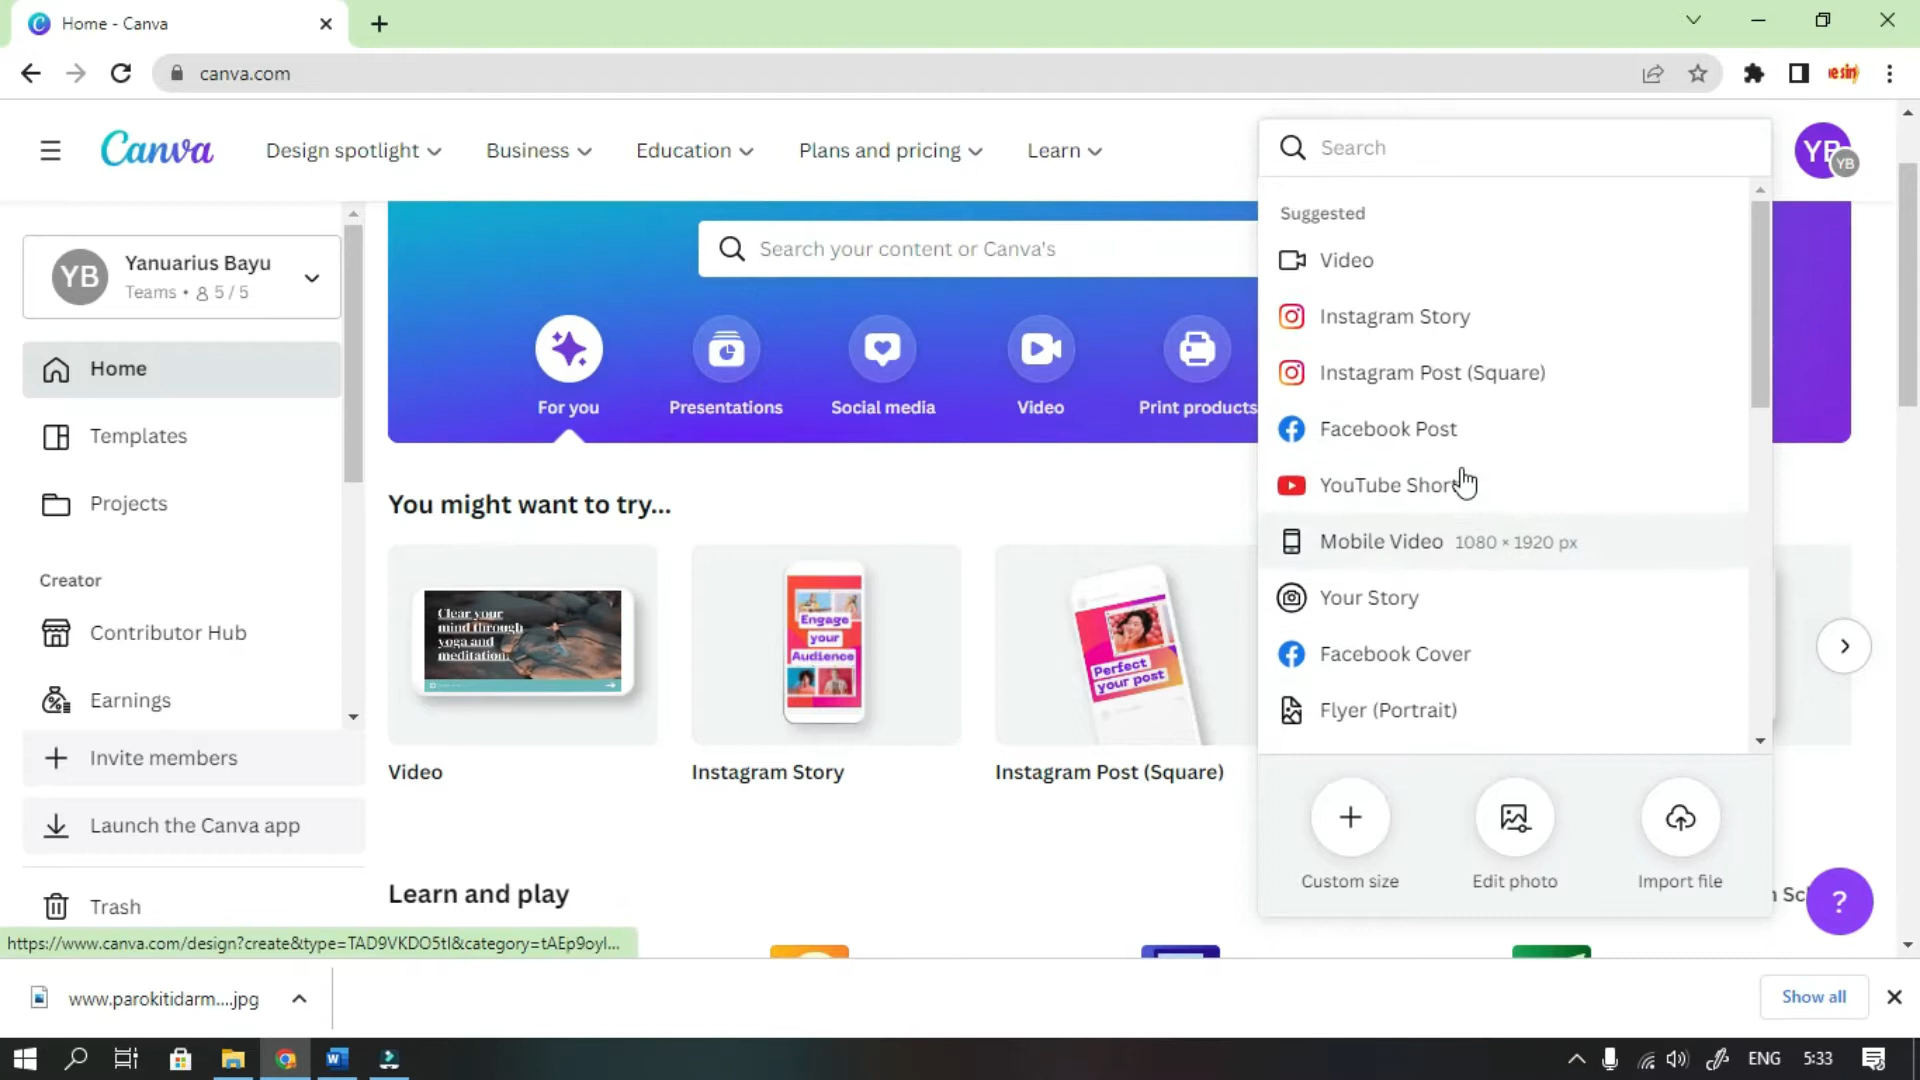 Home - Canva
canva.com
Canva
Design spotlight
Business
Education
Plans and pricing
Learn
Search
YB
YB
YB
Yanuarius Bayu
Teams • 5 / 5
Home
Templates
Projects
Creator
Contributor Hub
Earnings
Invite members
Launch the Canva app
Trash
Search your content or Canva's
For you
Presentations
Social media
Video
Print products
You might want to try...
Clear your
mind through
yoga and
meditation.
Engage
your
Audience
Perfect
your post
Video
Instagram Story
Instagram Post (Square)
Learn and play
Suggested
Video
Instagram Story
Instagram Post (Square)
Facebook Post
YouTube Short
Mobile Video 1080 × 1920 px
Your Story
Facebook Cover
Flyer (Portrait)
Custom size
Edit photo
Import file
?
https://www.canva.com/design?create&type=TAD9VKDO5tI&category=tAEp9oyI...
www.parokitidarm....jpg
Show all
ENG
5:33